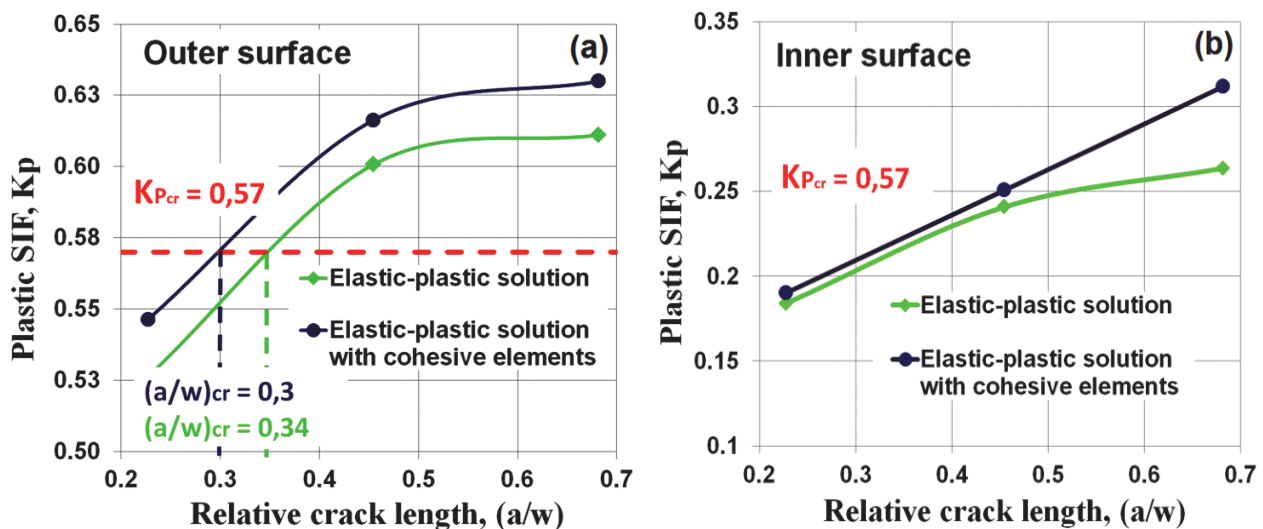 Outer surface
(a)
Plastic SIF, Kp
0.65
0.63
0.60
0.58
0.55
0.53
0.50
KPcr = 0,57
Elastic-plastic solution
Elastic-plastic solution
with cohesive elements
(a/w)cr = 0,3
(a/w)cr = 0,34
0.2
0.3
0.4
0.5
0.6
0.7
Relative crack length, (a/w)
Inner surface
(b)
Plastic SIF, Kp
0.35
0.3
0.25
0.2
0.15
0.1
KPcr = 0,57
Elastic-plastic solution
Elastic-plastic solution
with cohesive elements
0.2
0.3
0.4
0.5
0.6
0.7
Relative crack length, (a/w)